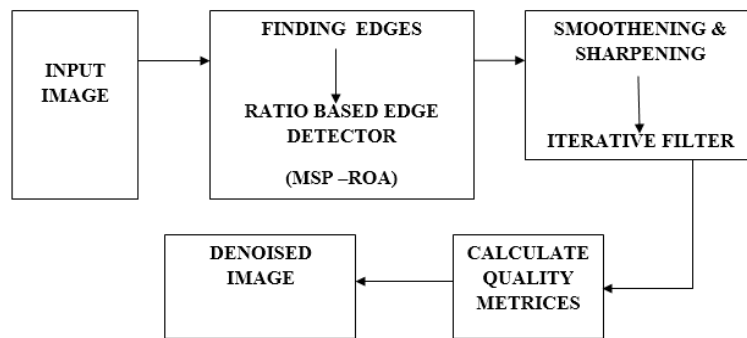 INPUT
IMAGE
FINDING EDGES
RATIO BASED EDGE
DETECTOR
(MSP –ROA)
SMOOTHENING &
SHARPENING
ITERATIVE FILTER
CALCULATE
QUALITY
METRICES
DENOISED
IMAGE